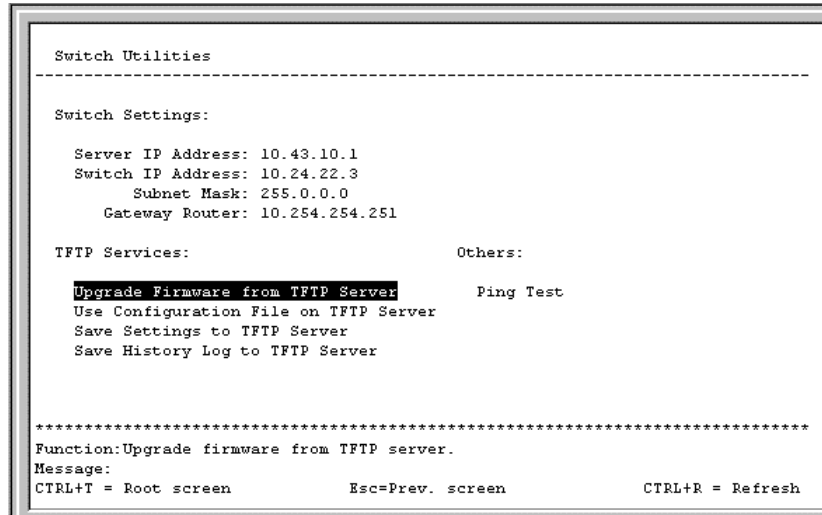 Switch Utilities
--------------------------------------------------------------------------------
Switch Settings:
Server IP Address: 10.43.10.1
Switch IP Address: 10.24.22.3
Subnet Mask: 255.0.0.0
Gateway Router: 10.254.254.251
TFTP Services: Others:
Upgrade Firmware from TFTP Server Ping Test
Use Configuration File on TFTP Server
Save Settings to TFTP Server
Save History Log to TFTP Server
********************************************************************************
Function:Upgrade firmware from TFTP server.
Message:
CTRL+T = Root screen Esc=Prev. screen CTRL+R = Refresh